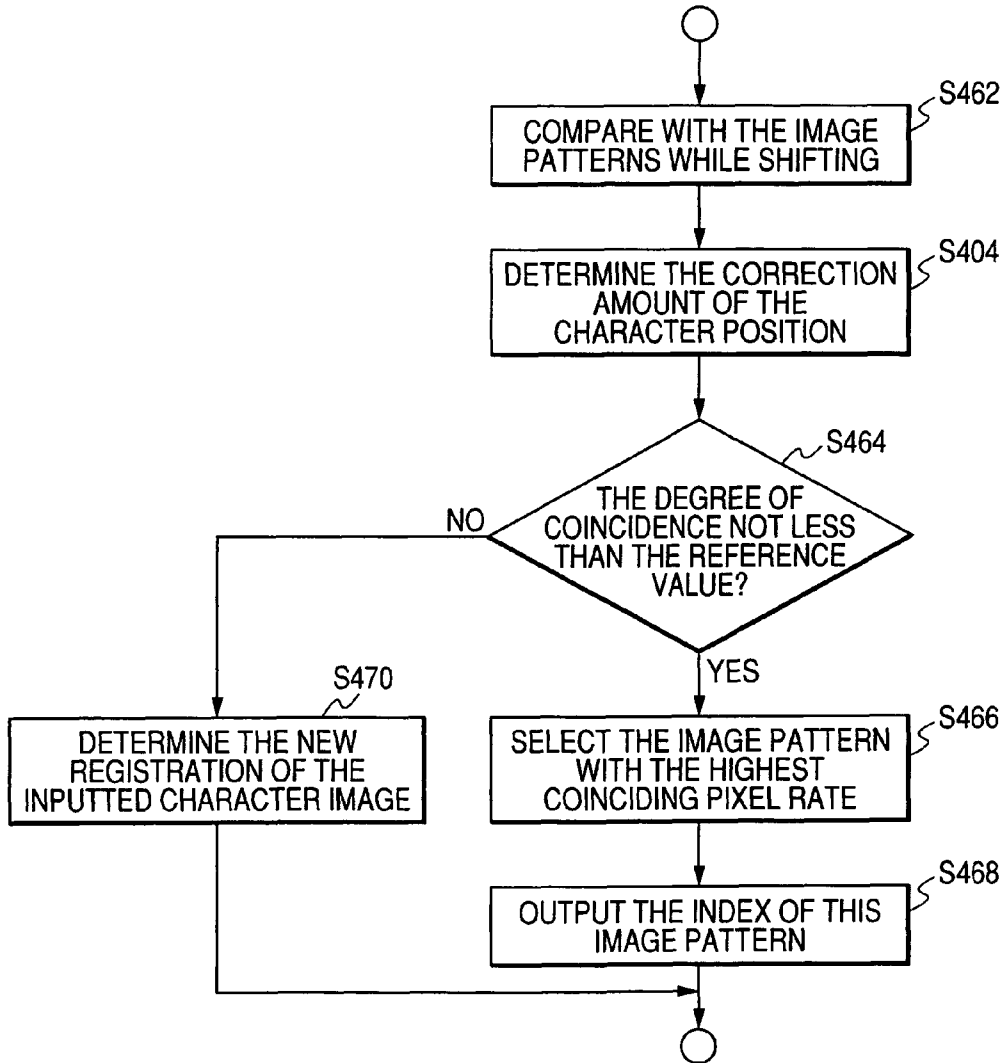 S462
COMPARE WITH THE IMAGE
PATTERNS WHILE SHIFTING
S404
DETERMINE THE CORRECTION
AMOUNT OF THE
CHARACTER POSITION
S464
THE DEGREE OF
COINCIDENCE NOT LESS
THAN THE REFERENCE
VALUE?
NO
YES
S470
DETERMINE THE NEW
REGISTRATION OF THE
INPUTTED CHARACTER IMAGE
S466
SELECT THE IMAGE PATTERN
WITH THE HIGHEST
COINCIDING PIXEL RATE
S468
OUTPUT THE INDEX OF THIS
IMAGE PATTERN